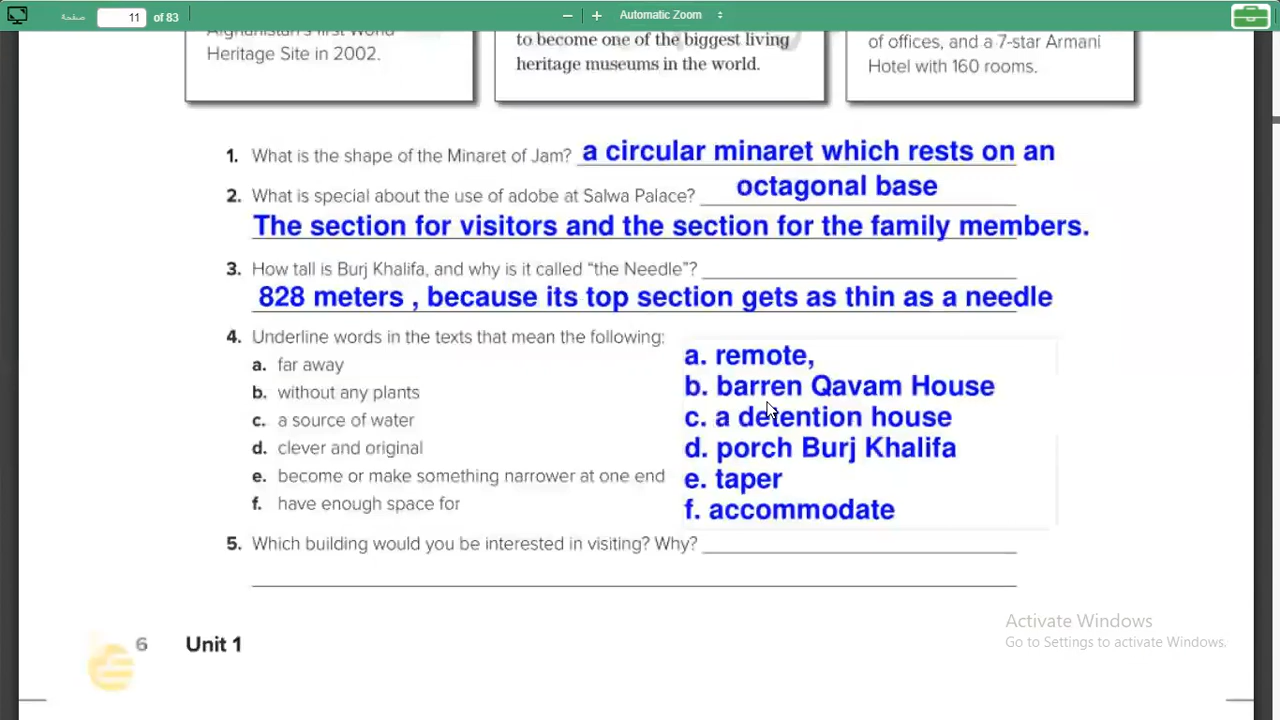 صفحة 11 of 83 Automatic Zoom
Heritage Site in 2002.
to become one of the biggest living
heritage museums in the world.
of offices, and a 7-star Armani
Hotel with 160 rooms.
1. What is the shape of the Minaret of Jam? a circular minaret which rests on an
octagonal base
2. What is special about the use of adobe at Salwa Palace?
The section for visitors and the section for the family members.
3. How tall is Burj Khalifa, and why is it called “the Needle”?
828 meters , because its top section gets as thin as a needle
4. Underline words in the texts that mean the following:
a. far away
b. without any plants
c. a source of water
d. clever and original
e. become or make something narrower at one end
f. have enough space for
a. remote,
b. barren Qavam House
c. a detention house
d. porch Burj Khalifa
e. taper
f. accommodate
5. Which building would you be interested in visiting? Why?
6 Unit 1
Activate Windows
Go to Settings to activate Windows.